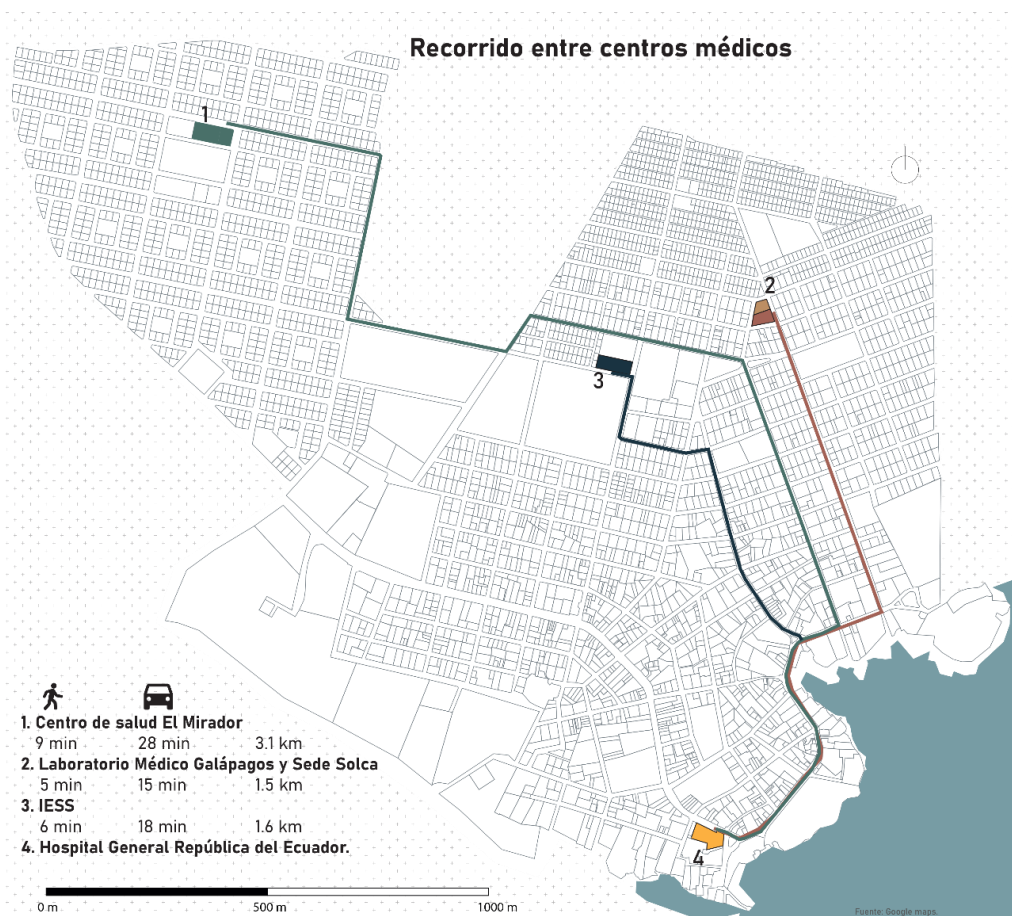 Recorrido entre centros médicos
1
2
3
1. Centro de salud El Mirador
9 min 28 min 3.1 km
2. Laboratorio Médico Galápagos y Sede Solca
5 min 15 min 1.5 km
3. IESS
6 min 18 min 1.6 km
4. Hospital General República del Ecuador.
4
0 m 500 m 1000 m
Fuente: Google maps.